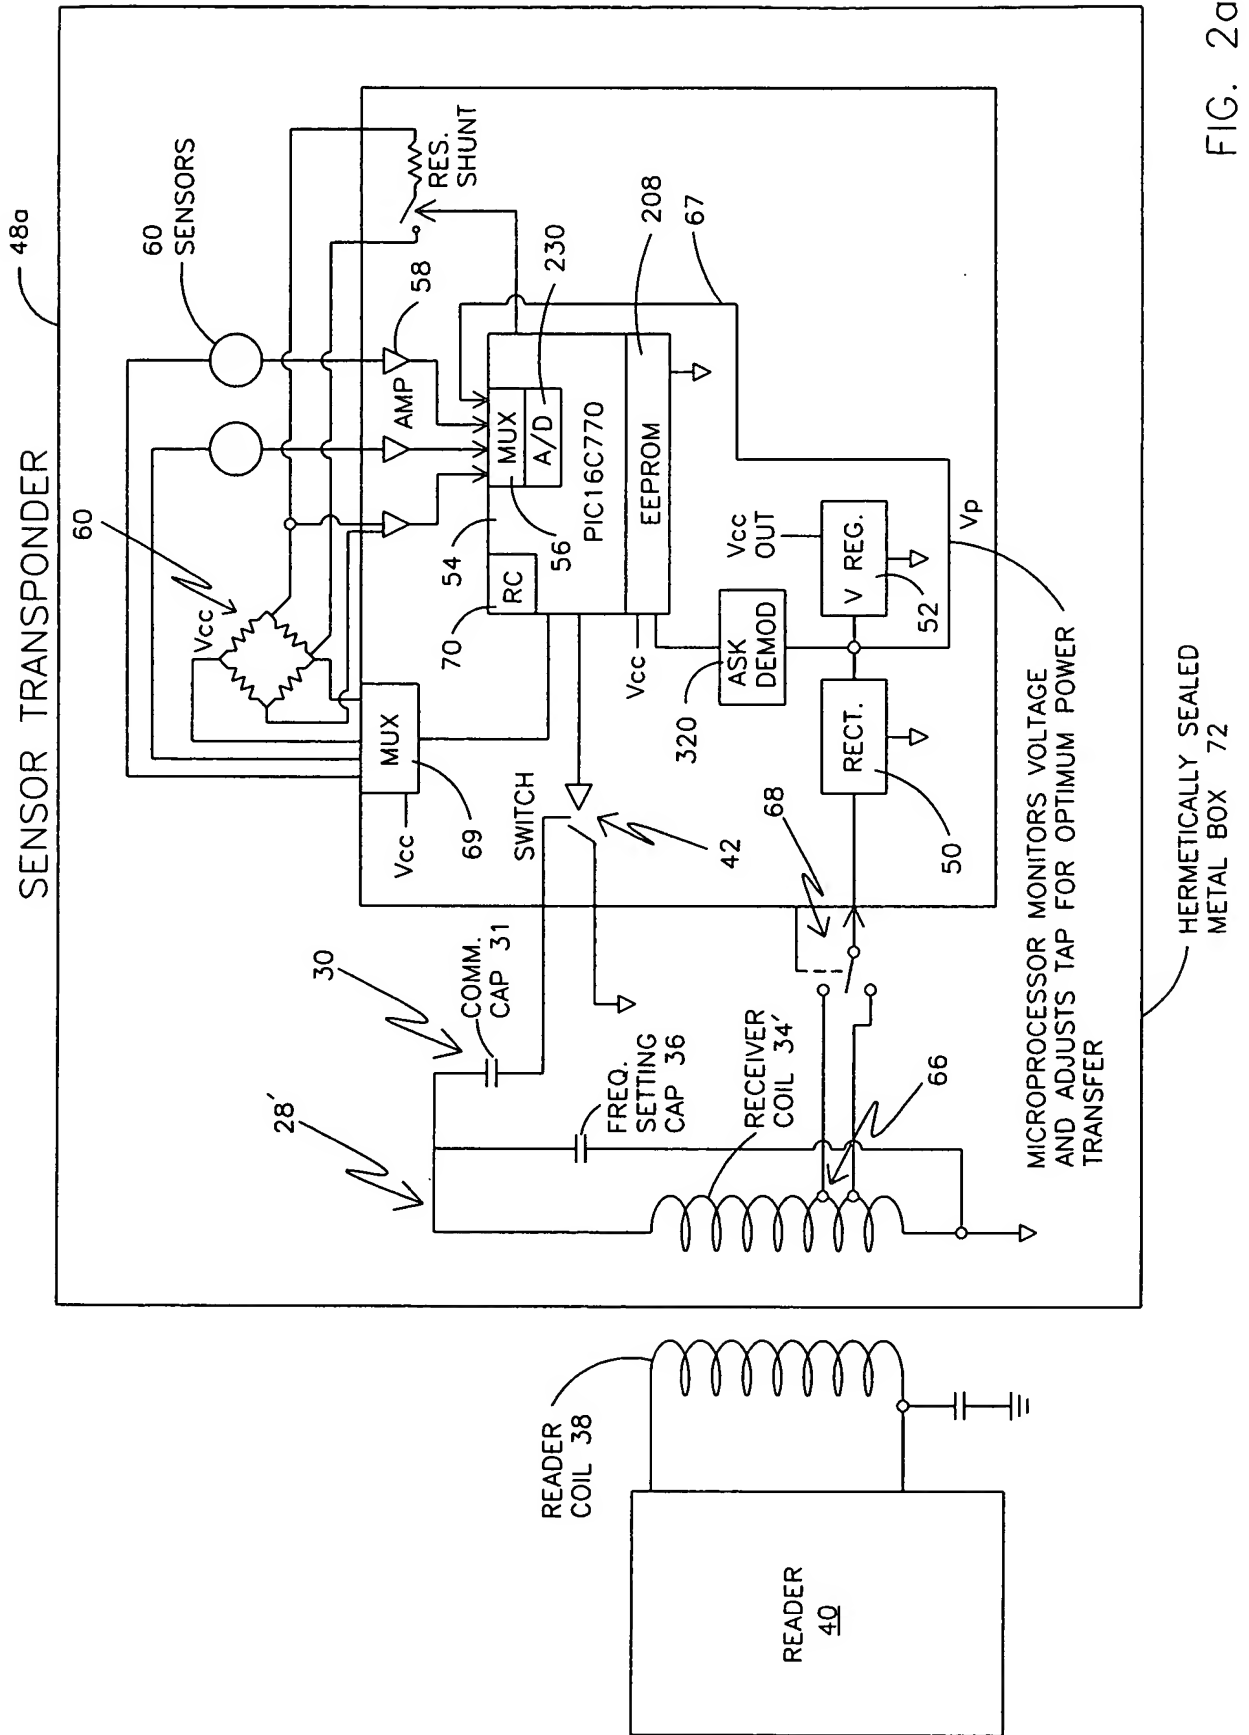 SENSOR TRANSPONDER
48a
60
SENSORS
60
Vcc
58
AMP
RES.
SHUNT
MUX
Vcc
69
54
70
RC
MUX
A/D
56
230
PIC16C770
EEPROM
208
67
SWITCH
42
Vcc
320
ASK
DEMOD
Vcc
OUT
V REG.
52
Vp
RECT.
50
68
30
COMM.
CAP 31
28'
FREQ.
SETTING
CAP 36
RECEIVER
COIL 34'
66
MICROPROCESSOR MONITORS VOLTAGE
AND ADJUSTS TAP FOR OPTIMUM POWER
TRANSFER
HERMETICALLY SEALED
METAL BOX 72
READER
COIL 38
READER
40
FIG. 2a